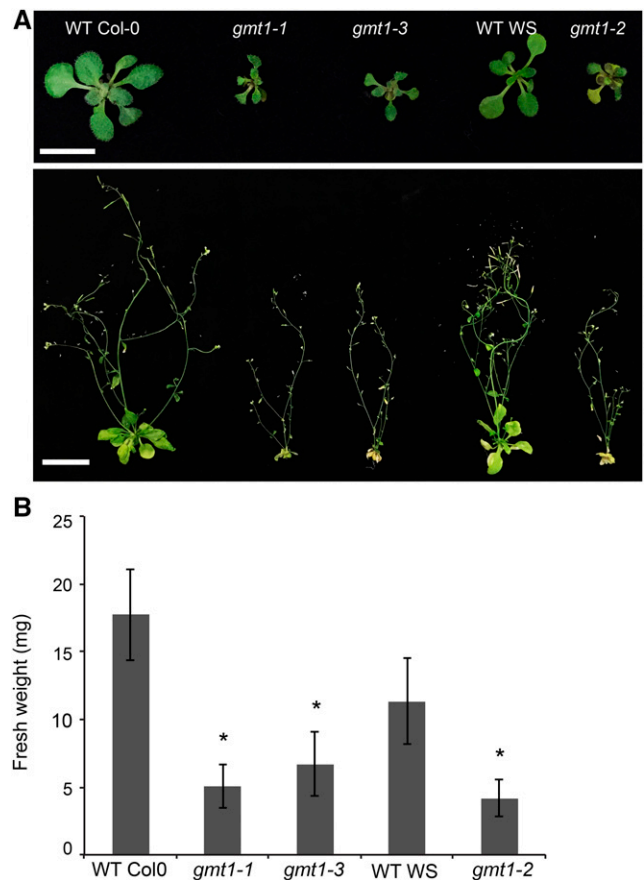 A
WT Col-0 gmt1-1 gmt1-3 WT WS gmt1-2
B
25
20
15
10
5
0
Fresh weight (mg)
* * *
WT Col0 gmt1-1 gmt1-3 WT WS gmt1-2